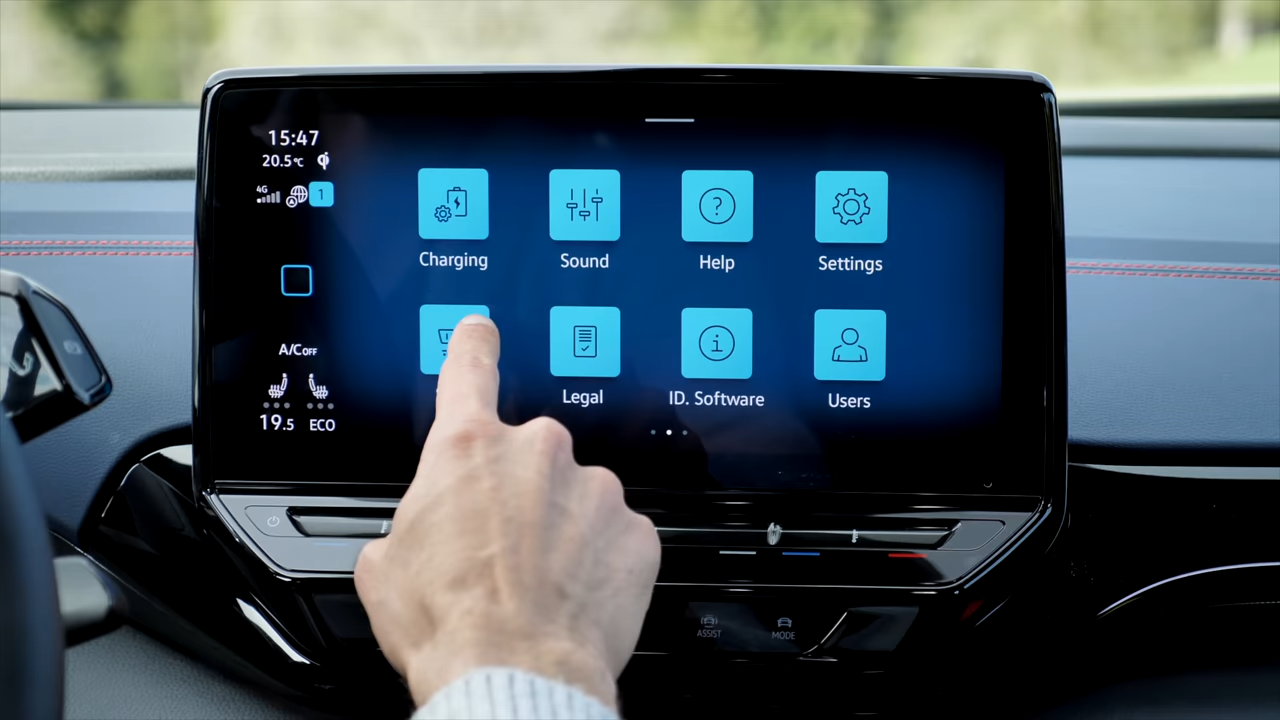 15:47
20.5°C
4G
1
Charging
Sound
Help
Settings
Legal
ID. Software
Users
A/C OFF
19.5
ECO
ASSIST
MODE